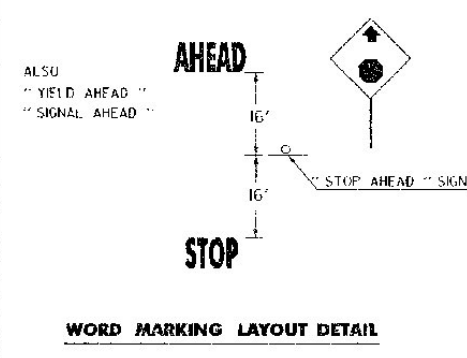 AHEAD
ALSO
" YIELD AHEAD "
" SIGNAL AHEAD "
16'
" STOP AHEAD " SIGN
16'
STOP
WORD MARKING LAYOUT DETAIL